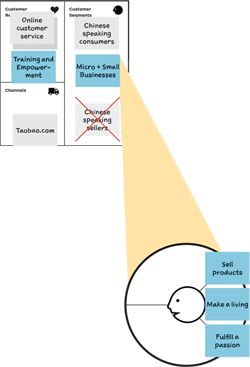 Customer
Re
Online
customer
service
Training and
Empower-
ment
Customer
Segments
Chinese
speaking
consumers
Micro + Small
Businesses
Chinese
speaking
sellers
Channels
Taobao.com
Sell
products
Make a living
Fulfill a
passion